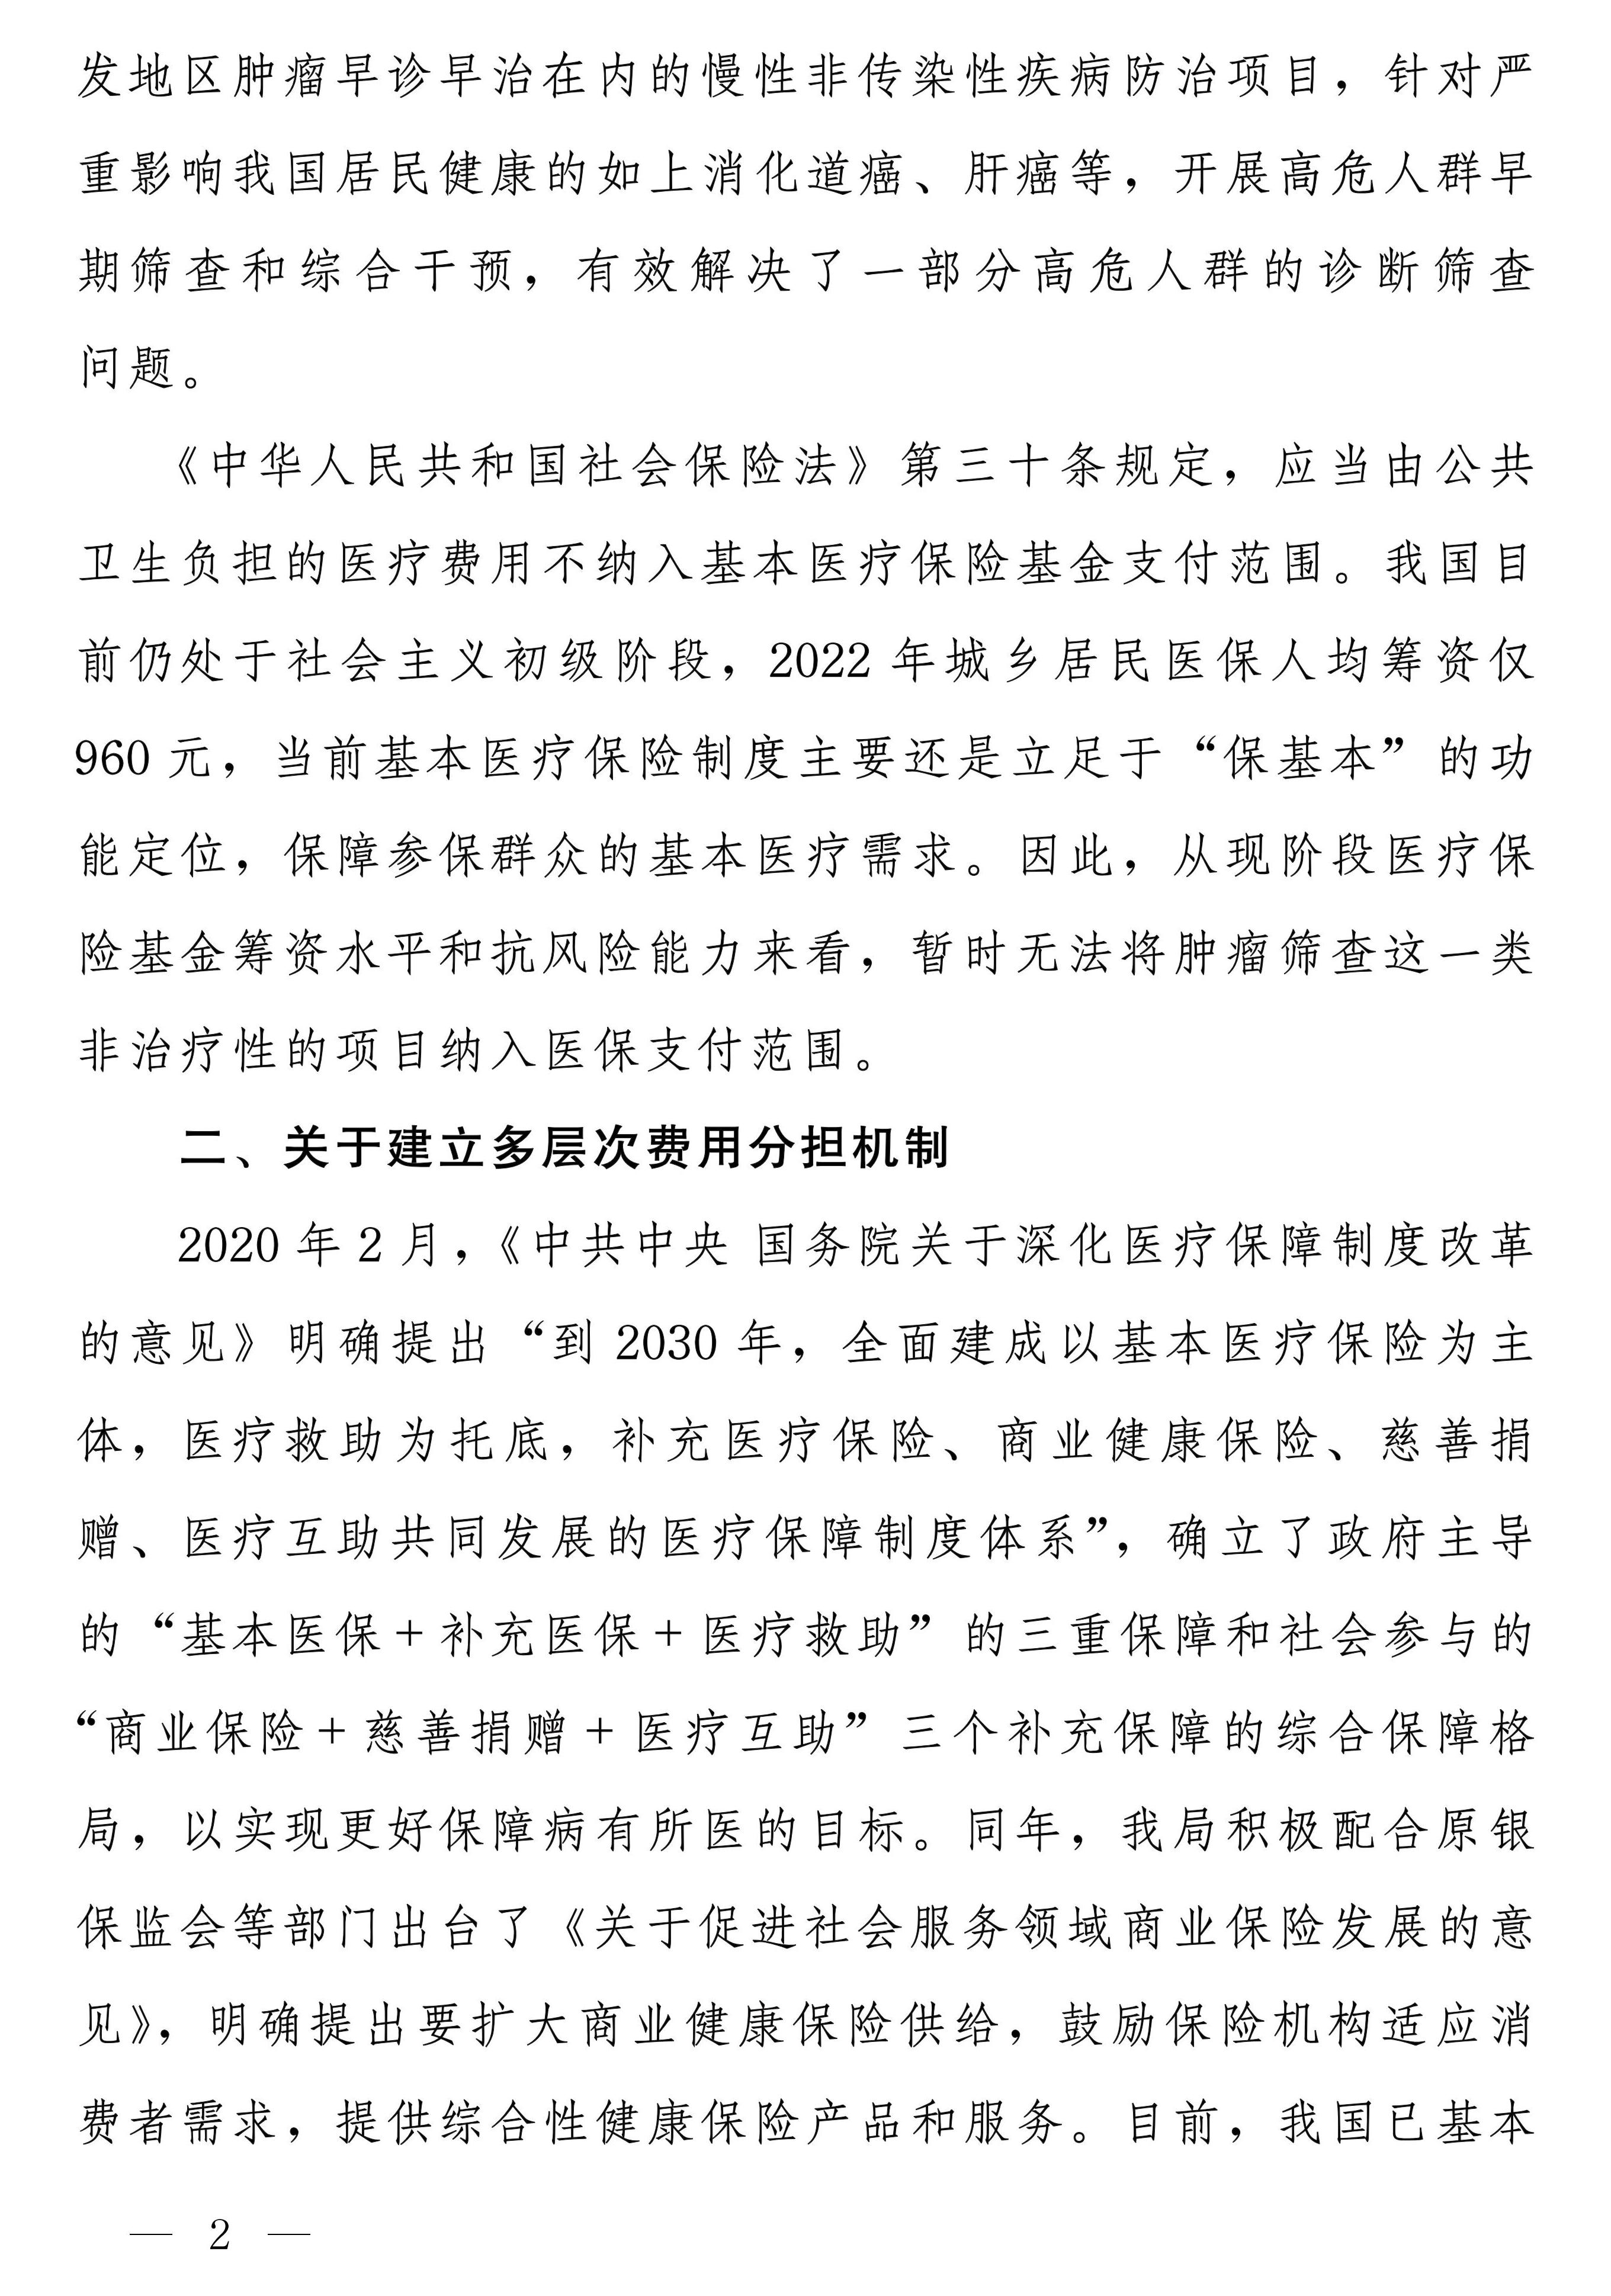 发地区肿瘤早诊早治在内的慢性非传染性疾病防治项目，针对严
重影响我国居民健康的如上消化道癌、肝癌等，开展高危人群早
期筛查和综合干预，有效解决了一部分高危人群的诊断筛查
问题。
《中华人民共和国社会保险法》第三十条规定，应当由公共
卫生负担的医疗费用不纳入基本医疗保险基金支付范围。我国目
前仍处于社会主义初级阶段，2022 年城乡居民医保人均筹资仅
960 元，当前基本医疗保险制度主要还是立足于“保基本”的功
能定位，保障参保群众的基本医疗需求。因此，从现阶段医疗保
险基金筹资水平和抗风险能力来看，暂时无法将肿瘤筛查这一类
非治疗性的项目纳入医保支付范围。
二、关于建立多层次费用分担机制
2020 年 2 月，《中共中央 国务院关于深化医疗保障制度改革
的意见》明确提出“到 2030 年，全面建成以基本医疗保险为主
体，医疗救助为托底，补充医疗保险、商业健康保险、慈善捐
赠、医疗互助共同发展的医疗保障制度体系”，确立了政府主导
的“基本医保＋补充医保＋医疗救助”的三重保障和社会参与的
“商业保险＋慈善捐赠＋医疗互助”三个补充保障的综合保障格
局，以实现更好保障病有所医的目标。同年，我局积极配合原银
保监会等部门出台了《关于促进社会服务领域商业保险发展的意
见》，明确提出要扩大商业健康保险供给，鼓励保险机构适应消
费者需求，提供综合性健康保险产品和服务。目前，我国已基本
— 2 —